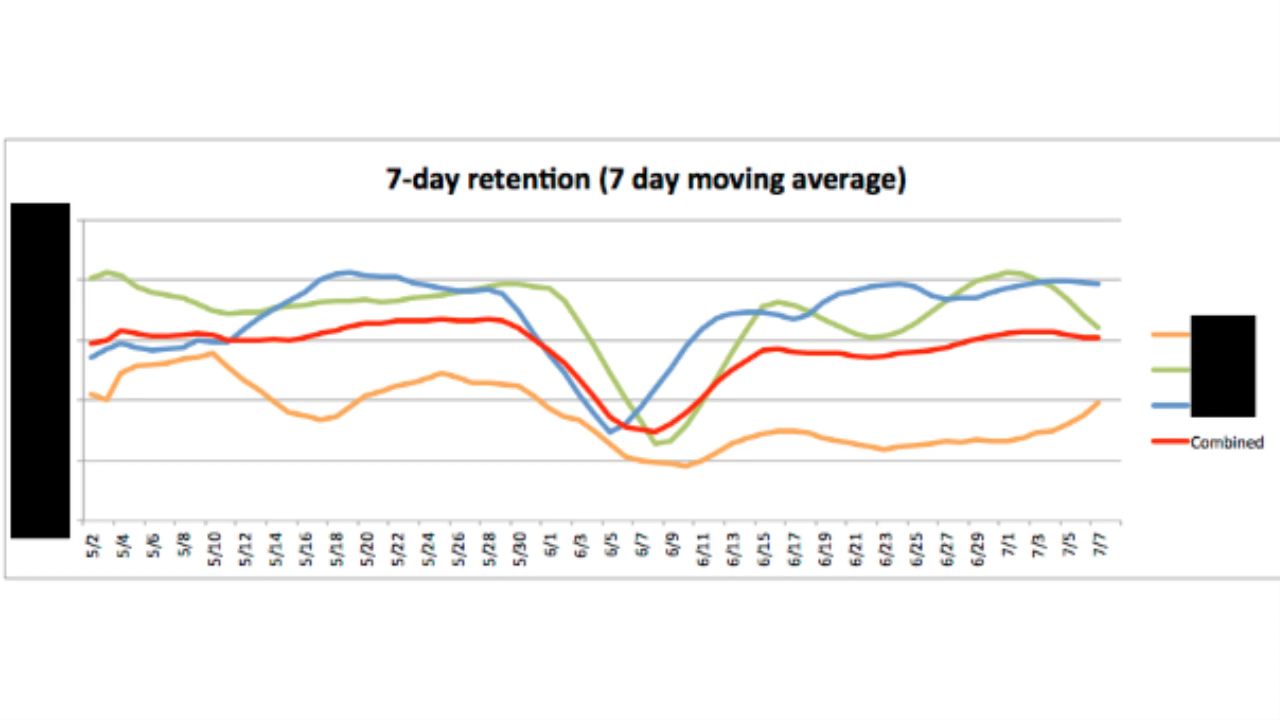 7-day retention (7 day moving average)
Combined
5/2 5/4 5/6 5/8 5/10 5/12 5/14 5/16 5/18 5/20 5/22 5/24 5/26 5/28 5/30 6/1 6/3 6/5 6/7 6/9 6/11 6/13 6/15 6/17 6/19 6/21 6/23 6/25 6/27 6/29 7/1 7/3 7/5 7/7